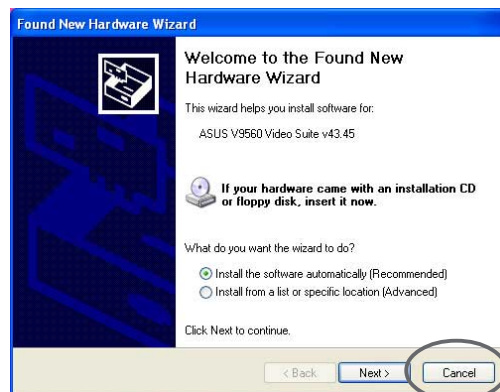 Found New Hardware Wizard
Welcome to the Found New
Hardware Wizard
This wizard helps you install software for:
ASUS V9560 Video Suite v43.45
If your hardware came with an installation CD
or floppy disk, insert it now.
What do you want the wizard to do?
Install the software automatically (Recommended)
Install from a list or specific location (Advanced)
Click Next to continue.
< Back Next > Cancel